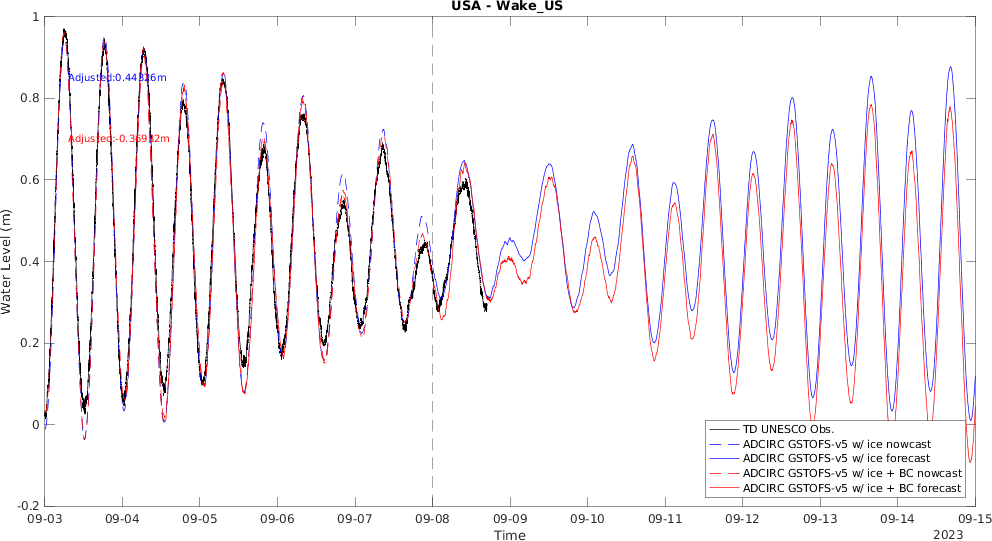 USA - Wake_US
Water Level (m)
1
0.8
0.6
0.4
0.2
0
-0.2
Adjusted:0.44326m
TD UNESCO Obs.
ADCIRC GSTOFS-v5 w/ ice nowcast
ADCIRC GSTOFS-v5 w/ ice forecast
ADCIRC GSTOFS-v5 w/ ice + BC nowcast
ADCIRC GSTOFS-v5 w/ ice + BC forecast
09-03 09-04 09-05 09-06 09-07 09-08 09-09 09-10 09-11 09-12 09-13 09-14 09-15
Time
2023